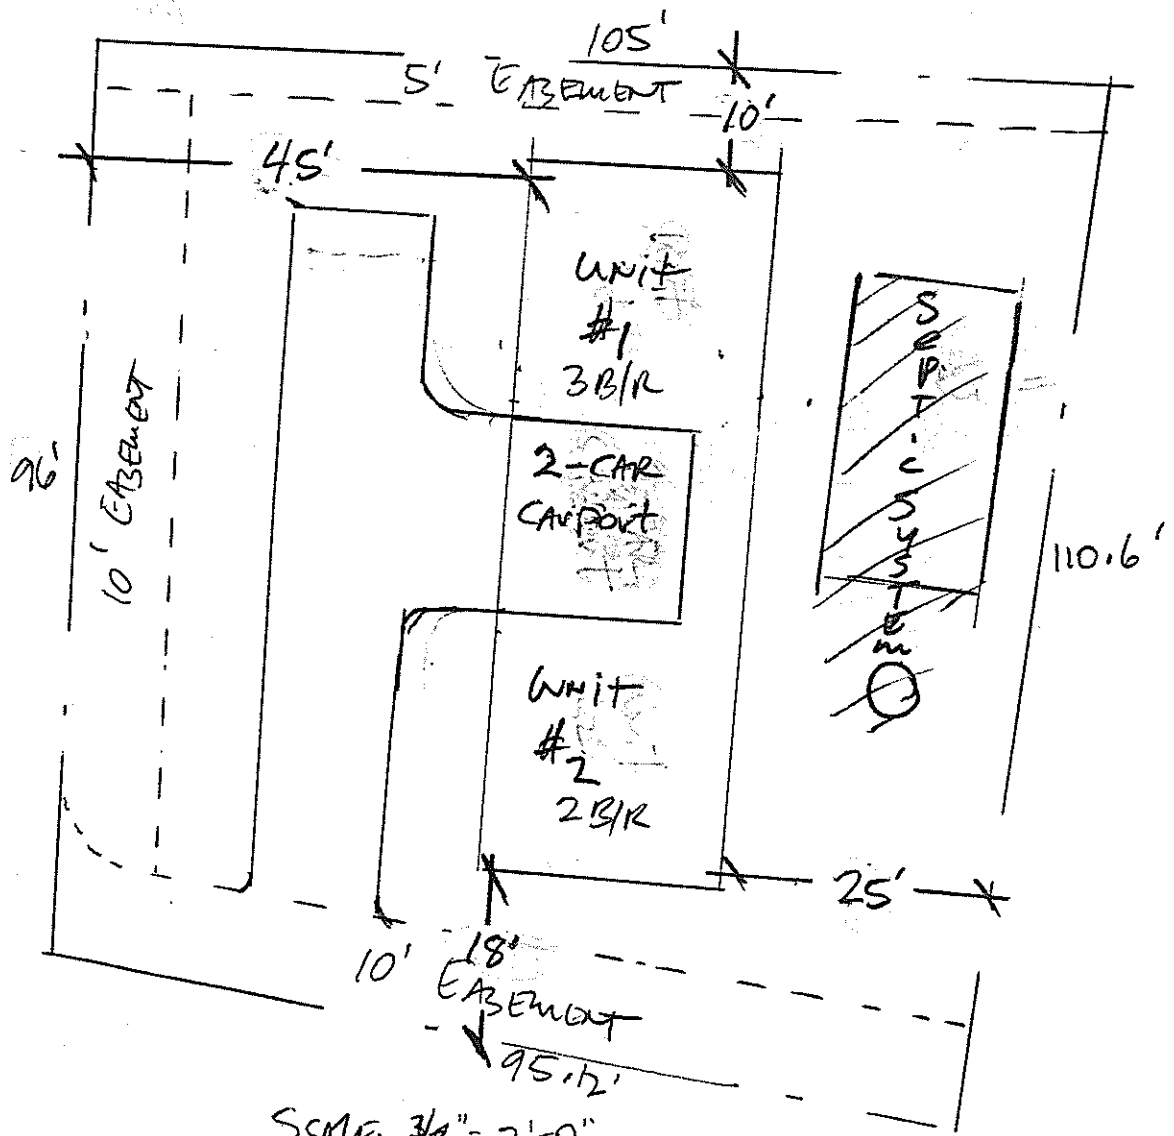 105'
5' EASEMENT
10'
45'
UNit
#1
3B/R
SEPTIC SYSTEM
96'
10' EASEMENT
2-CAR
CARPORt
110.6'
UNit
#2
2B/R
25'
10' 18'
EASEMENT
95.12'